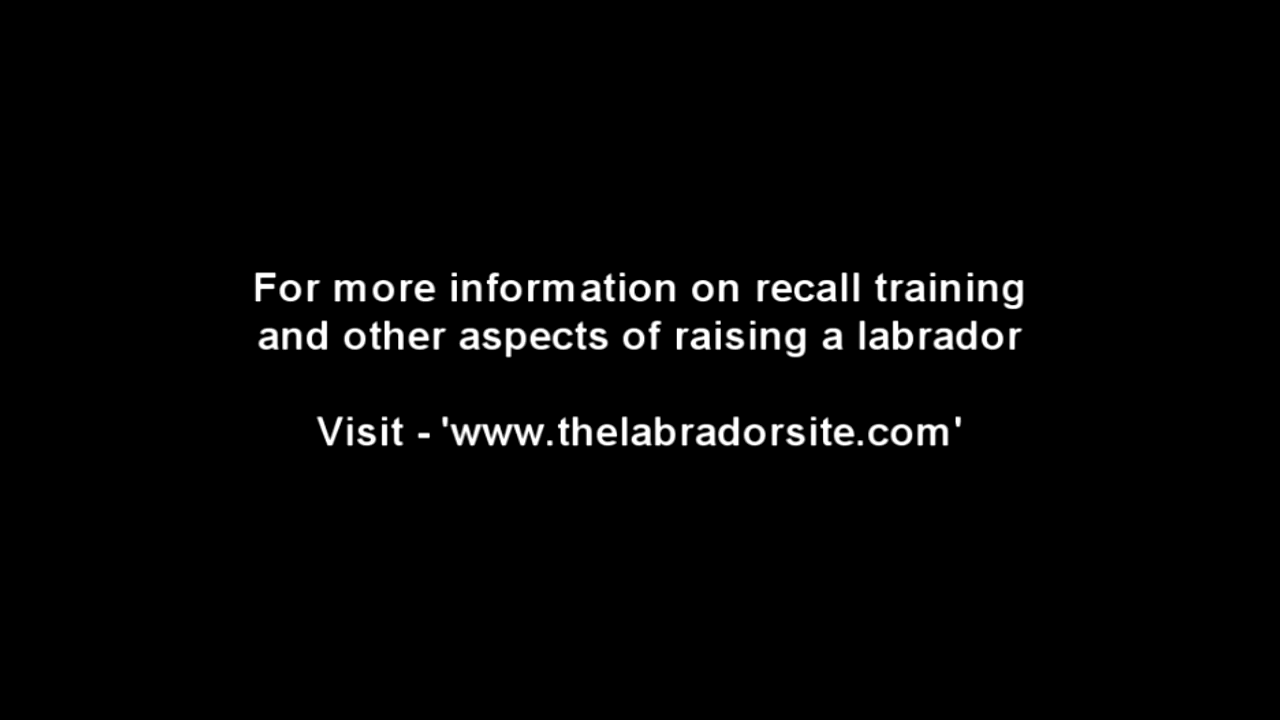 For more information on recall training
and other aspects of raising a labrador
Visit - 'www.thelabradorsite.com'